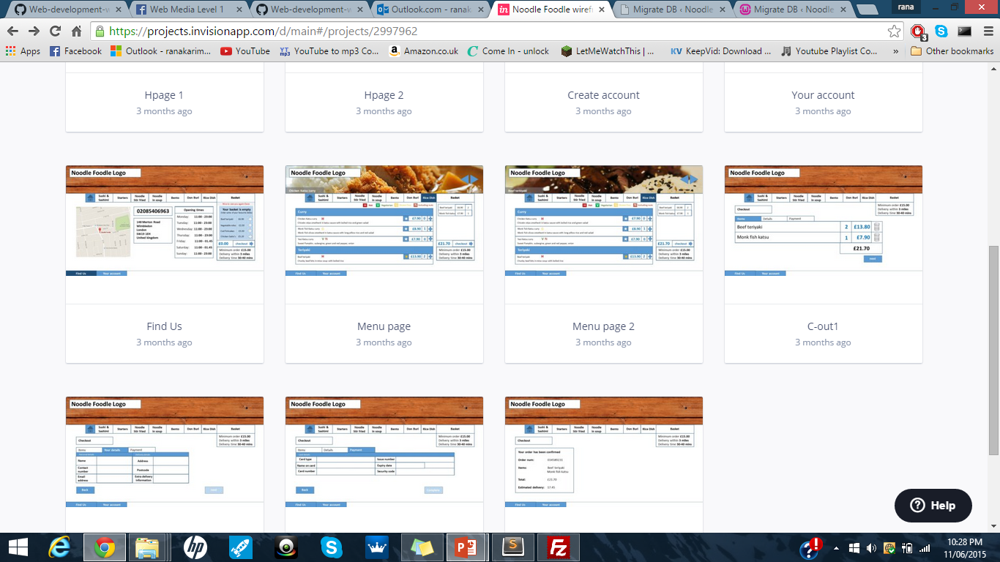 Web-development-w
Web Media Level 1
Web-development-w
Outlook.com - ranak
Noodle Foodle wirefr
Migrate DB ‹ Noodle
Migrate DB ‹ Noodle
rana
https://projects.invisionapp.com/d/main#/projects/2997962
3
Apps
Facebook
Outlook - ranakarim...
YouTube
YouTube to mp3 Co...
Amazon.co.uk
Come In - unlock
LetMeWatchThis | ...
KeepVid: Download ...
Youtube Playlist Co...
»
Other bookmarks
Hpage 1
3 months ago
Hpage 2
3 months ago
Create account
3 months ago
Your account
3 months ago
Noodle Foodle Logo
Sushi & Sashimi
Starters
Noodle Stir fried
Noodle in soup
Bento
Don Buri
Rice Dish
Basket
02085406963
148 Merton Road
Wimbledon
London
SW19 1EH
United Kingdom
Opening times
Monday: 11:00 - 23:00
Tuesday: 11:00 - 23:00
Wednesday: 11:00 - 23:00
Thursday: 11:00 - 23:00
Friday: 11:00 - 01:45
Saturday: 11:00 - 01:45
Sunday: 11:00 - 23:00
Your basket is empty
£0.00
checkout
Minimum order £15.00
Delivery within 3 miles
Delivery time 30-40 mins
Find Us
Your account
Find Us
3 months ago
Noodle Foodle Logo
Chicken katsu curry
Sushi & Sashimi
Starters
Noodle Stir fried
Noodle in soup
Bento
Don Buri
Rice Dish
Basket
Curry
Chicken Katsu curry
£7.90 0
Monk fish katsu curry
£8.90 1
£7.90 0
Teriyaki
Beef teriyaki
£13.90 2
£21.70
checkout
Minimum order £15.00
Delivery within 3 miles
Delivery time 30-40 mins
Find Us
Your account
Menu page
3 months ago
Noodle Foodle Logo
Beef teriyaki
Sushi & Sashimi
Starters
Noodle Stir fried
Noodle in soup
Bento
Don Buri
Rice Dish
Basket
Curry
Chicken Katsu curry
£7.90 0
Monk fish katsu curry
£8.90 1
£7.90 0
Teriyaki
Beef teriyaki
£13.90 2
£21.70
checkout
Minimum order £15.00
Delivery within 3 miles
Delivery time 30-40 mins
Find Us
Your account
Menu page 2
3 months ago
Noodle Foodle Logo
Sushi & Sashimi
Starters
Noodle Stir fried
Noodle in soup
Bento
Don Buri
Rice Dish
Basket
Checkout
Minimum order £15.00
Delivery within 3 miles
Delivery time 30-40 mins
Items
Details
Payment
Beef teriyaki 2 £13.80
Monk fish katsu 1 £7.90
£21.70
next
Find Us
Your account
C-out1
3 months ago
Noodle Foodle Logo
Sushi & Sashimi
Starters
Noodle Stir fried
Noodle in soup
Bento
Don Buri
Rice Dish
Basket
Checkout
Minimum order £15.00
Delivery within 3 miles
Delivery time 30-40 mins
Items
Your details
Payment
Name
Address
Contact number
Postcode
Email address
Extra delivery information
Back
Find Us
Your account
Noodle Foodle Logo
Sushi & Sashimi
Starters
Noodle Stir fried
Noodle in soup
Bento
Don Buri
Rice Dish
Basket
Checkout
Minimum order £15.00
Delivery within 3 miles
Delivery time 30-40 mins
Items
Details
Payment
Card type
Issue number
Name on card
Expiry date
Card number
Security code
Back
Find Us
Your account
Noodle Foodle Logo
Sushi & Sashimi
Starters
Noodle Stir fried
Noodle in soup
Bento
Don Buri
Rice Dish
Basket
Checkout
Minimum order £15.00
Delivery within 3 miles
Delivery time 30-40 mins
Your order has been confirmed
Order num:
Items: Beef teriyaki
Monk fish katsu
Total: £21.70
Estimated delivery: 17.45
Find Us
Your account
Help
10:28 PM
11/06/2015